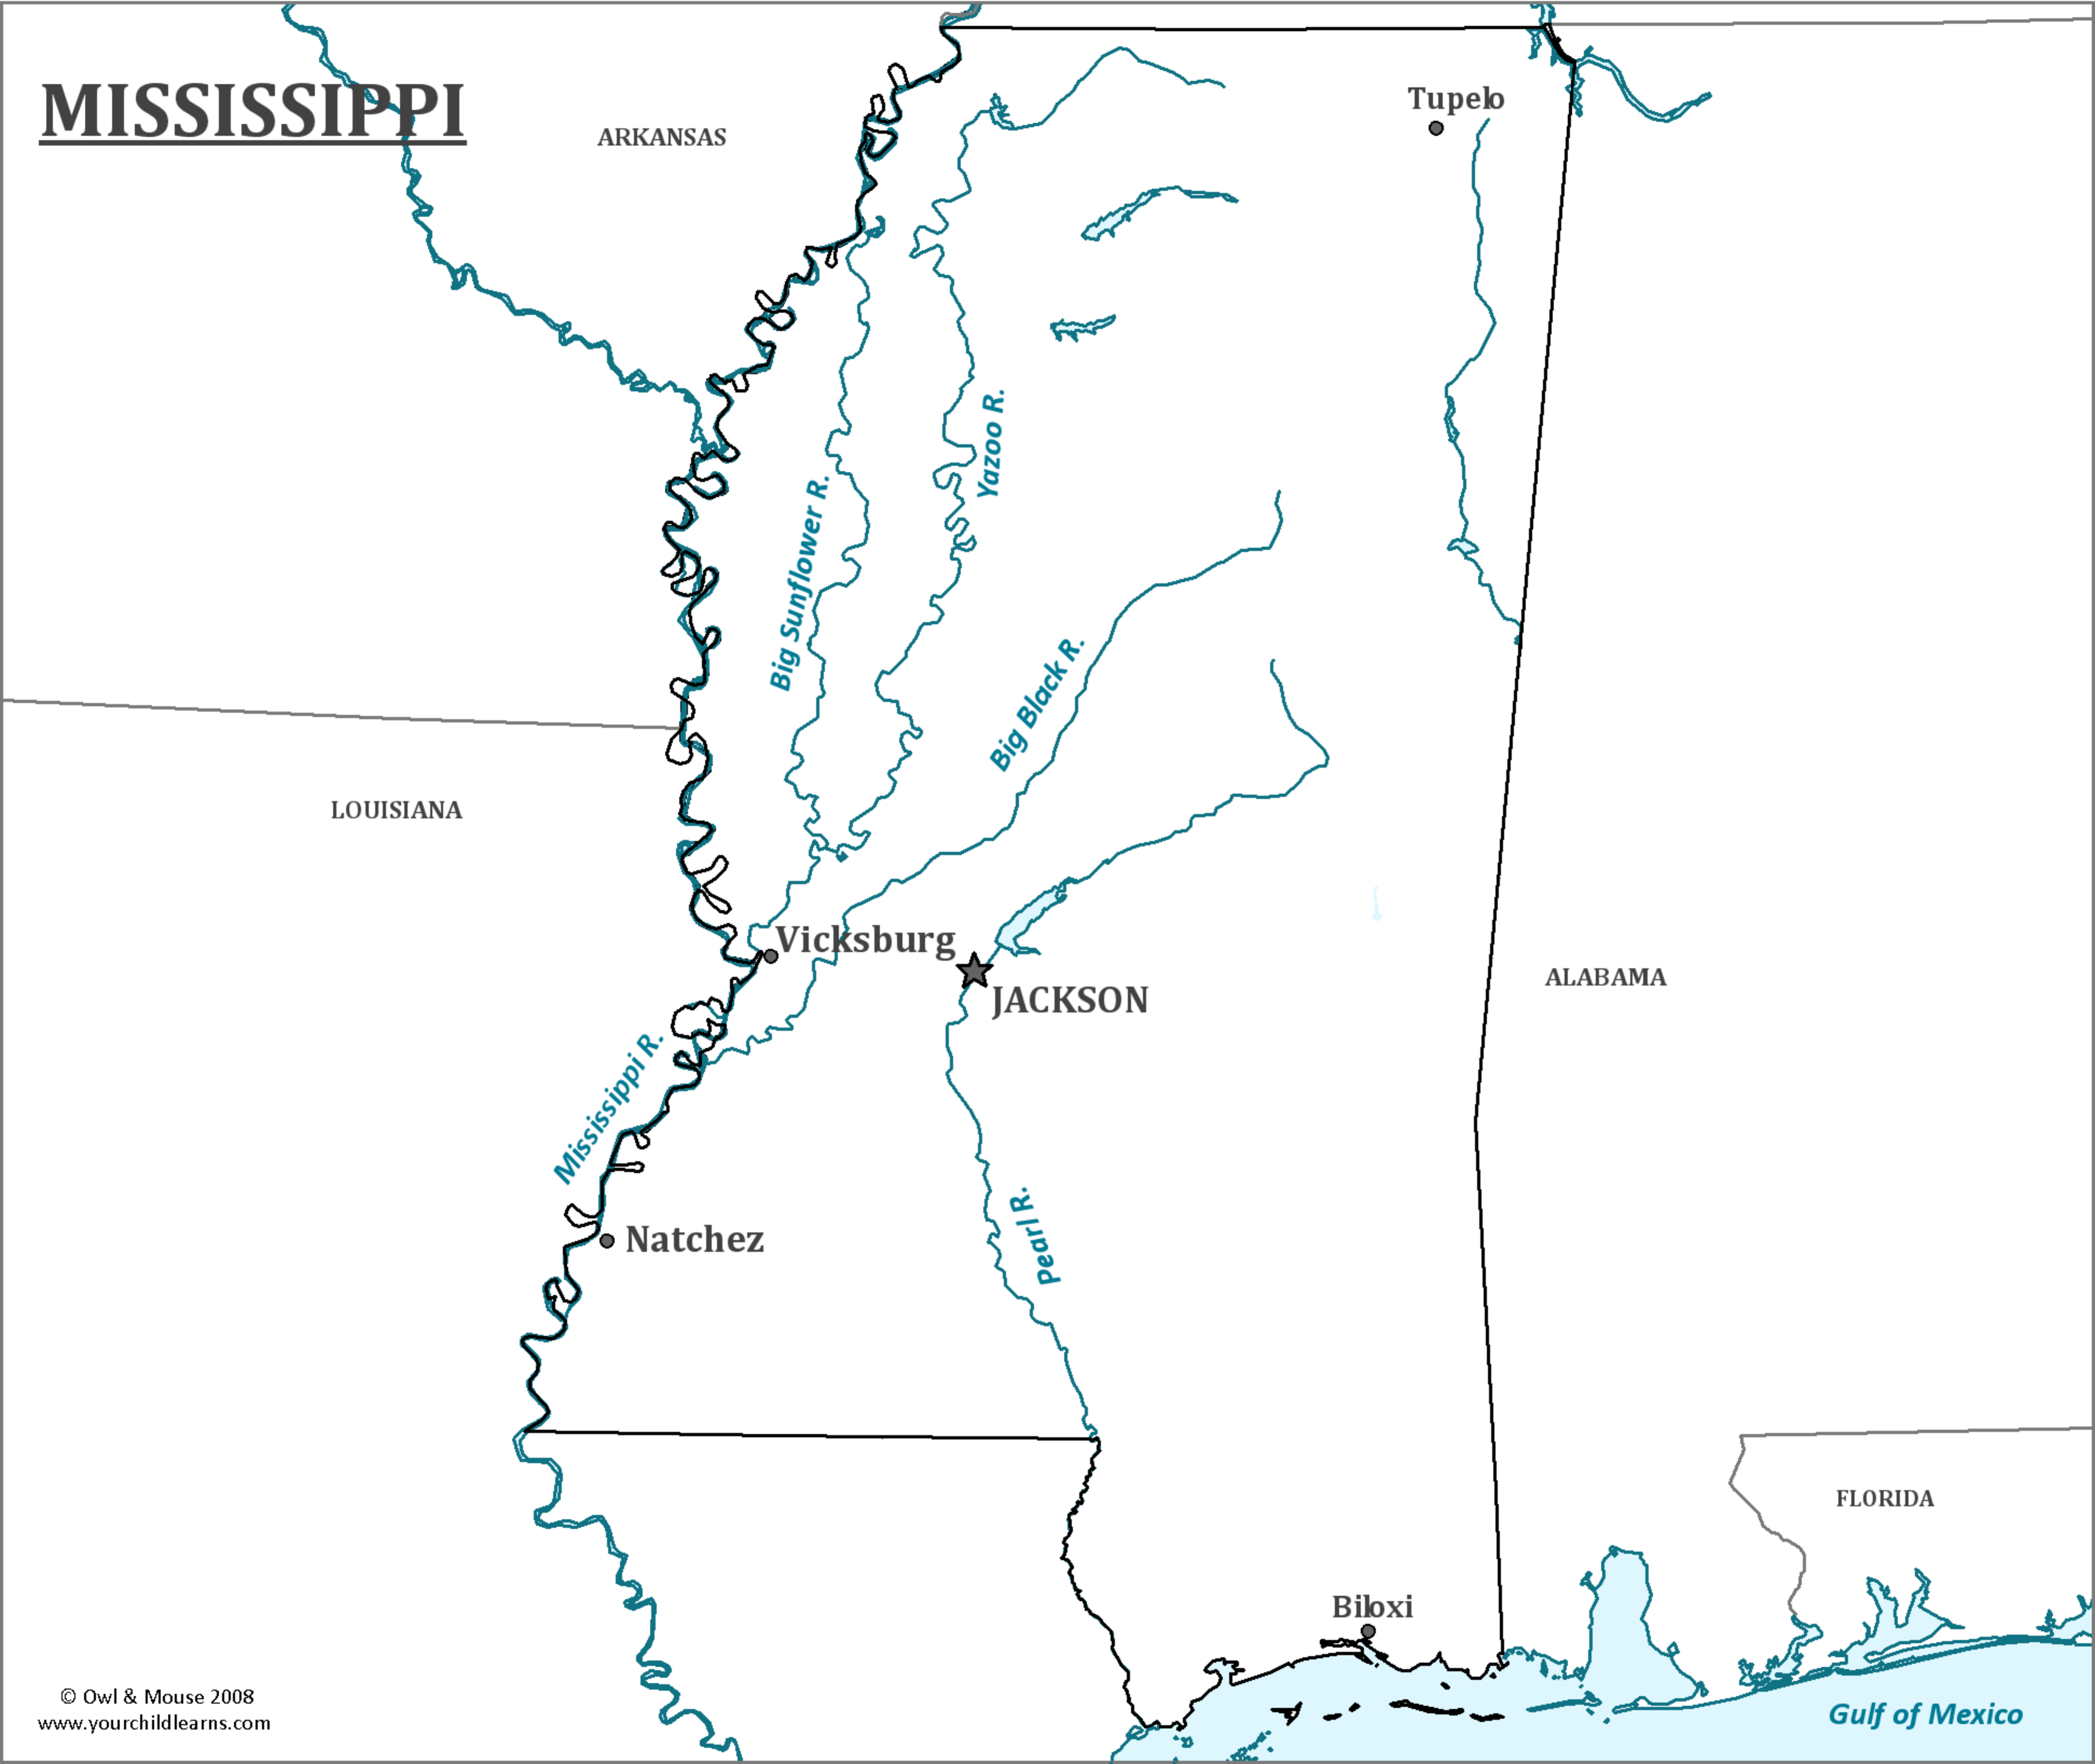 MISSISSIPPI
Tupelo
ARKANSAS
Yazoo R.
Big Sunflower R.
Big Black R.
LOUISIANA
Vicksburg
ALABAMA
JACKSON
Mississippi R.
Pearl R.
Natchez
FLORIDA
Biloxi
© Owl & Mouse 2008
www.yourchildlearns.com
Gulf of Mexico